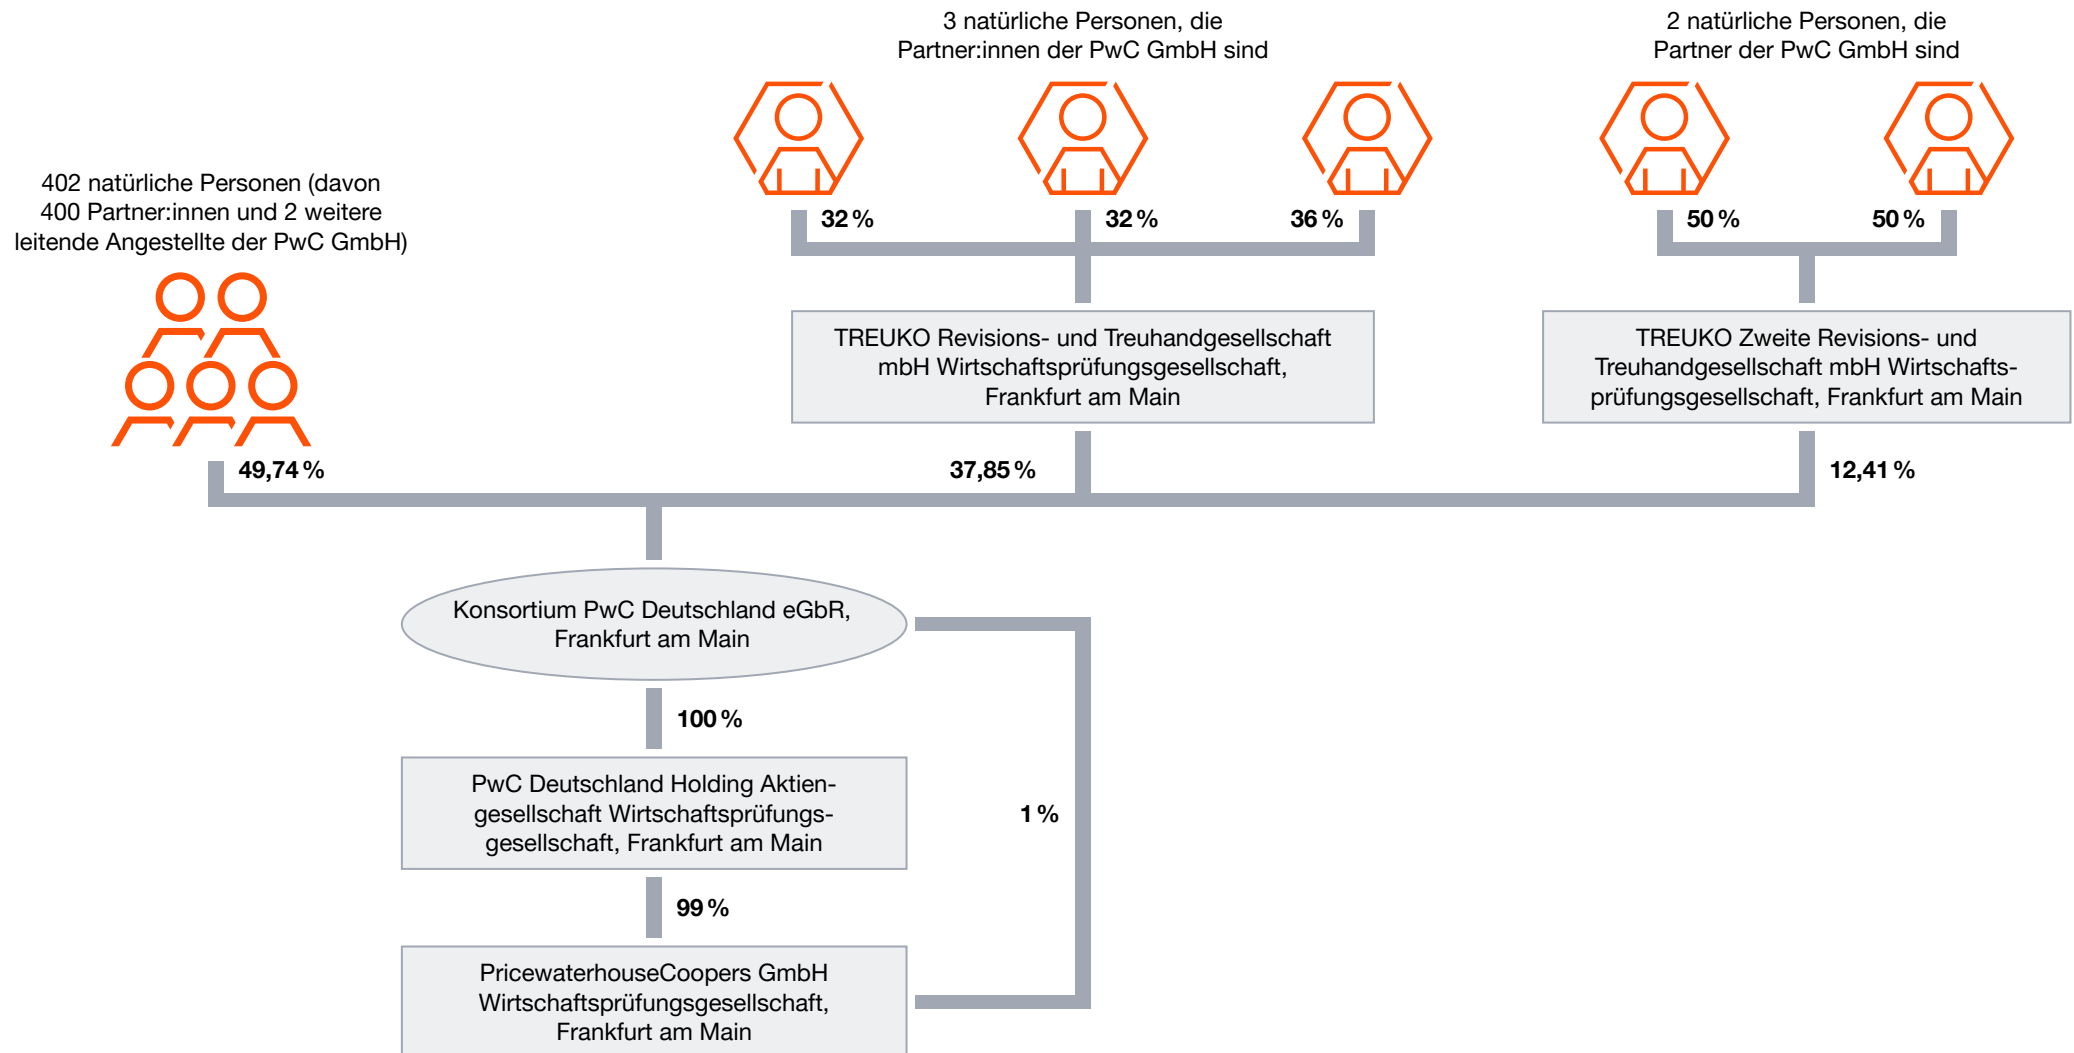 3 natürliche Personen, die
Partner:innen der PwC GmbH sind
2 natürliche Personen, die
Partner der PwC GmbH sind
402 natürliche Personen (davon
400 Partner:innen und 2 weitere
leitende Angestellte der PwC GmbH)
32 %
32 %
36 %
50 %
50 %
TREUKO Revisions- und Treuhandgesellschaft
mbH Wirtschaftsprüfungsgesellschaft,
Frankfurt am Main
TREUKO Zweite Revisions- und
Treuhandgesellschaft mbH Wirtschafts-
prüfungsgesellschaft, Frankfurt am Main
49,74 %
37,85 %
12,41 %
Konsortium PwC Deutschland eGbR,
Frankfurt am Main
100 %
PwC Deutschland Holding Aktien-
gesellschaft Wirtschaftsprüfungs-
gesellschaft, Frankfurt am Main
1 %
99 %
PricewaterhouseCoopers GmbH
Wirtschaftsprüfungsgesellschaft,
Frankfurt am Main